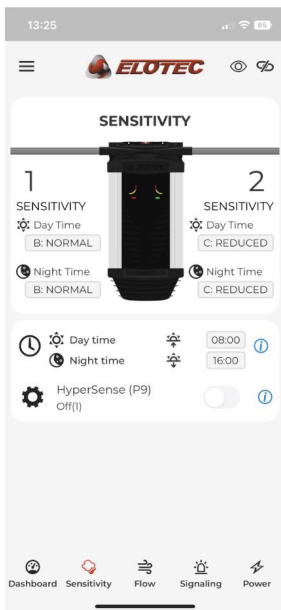 13:25
85
ELOTEC
SENSITIVITY
1
SENSITIVITY
Day Time
B: NORMAL
Night Time
B: NORMAL
2
SENSITIVITY
Day Time
C: REDUCED
Night Time
C: REDUCED
Day time
08:00
Night time
16:00
HyperSense (P9)
Off(1)
Dashboard
Sensitivity
Flow
Signaling
Power